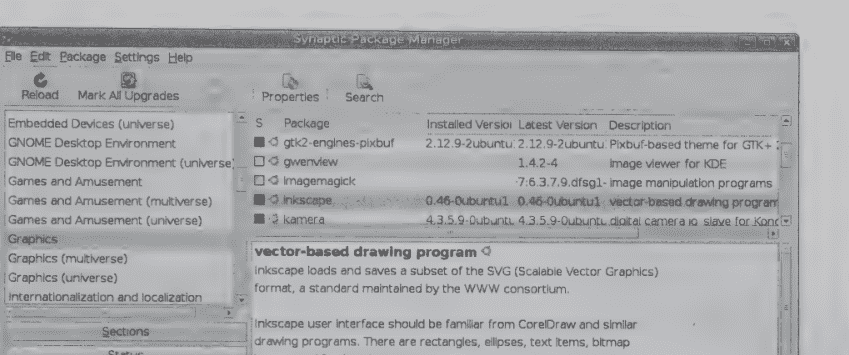 Synaptic Package Manager
File Edit Package Settings Help
Reload Mark All Upgrades Properties Search
Embedded Devices (universe)
GNOME Desktop Environment
GNOME Desktop Environment (universe)
Games and Amusement
Games and Amusement (multiverse)
Games and Amusement (universe)
Graphics
Graphics (multiverse)
Graphics (universe)
Internationalization and localization
Sections
Status
S Package Installed Versio Latest Version Description
gtk2-engines-pixbuf 2.12.9-2ubuntu 2.12.9-2ubuntu Pixbuf-based theme for GTK+
gwenview 1.4.2-4 image viewer for KDE
imagemagick 7:6.3.7.9.dfsg1- image manipulation programs
inkscape 0.46-0ubuntu1 0.46-0ubuntu1 vector-based drawing program
kamera 4.3.5.9-0ubuntu 4.3.5.9-0ubuntu digital camera io_slave for Konq
vector-based drawing program
Inkscape loads and saves a subset of the SVG (Scalable Vector Graphics)
format, a standard maintained by the WWW consortium.
Inkscape user interface should be familiar from CorelDraw and similar
drawing programs. There are rectangles, ellipses, text items, bitmap